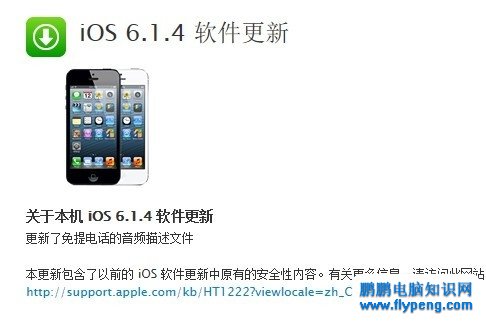 iOS 6.1.4 软件更新
关于本机 iOS 6.1.4 软件更新
更新了免提电话的音频描述文件
本更新包含了以前的 iOS 软件更新中原有的安全性内容。有关更多信息，请访问此网站
http://support.apple.com/kb/HT1222?viewlocale=zh_C
鹏鹏电脑知识网
www.flypeng.com